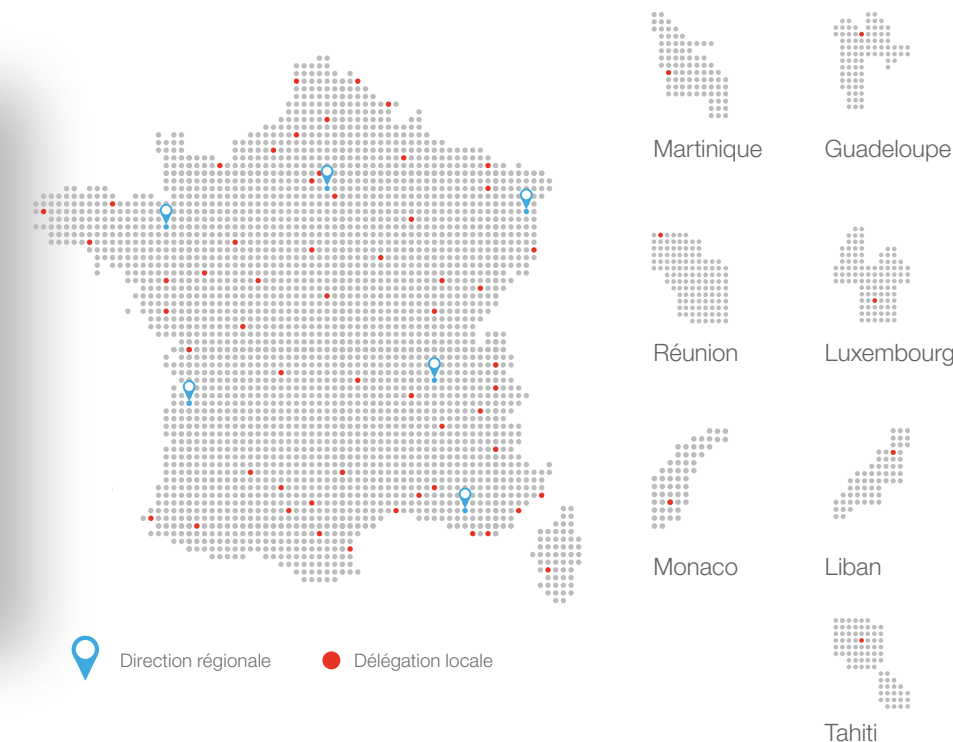 Martinique
Guadeloupe
Réunion
Luxembourg
Monaco
Liban
Direction régionale
Délégation locale
Tahiti